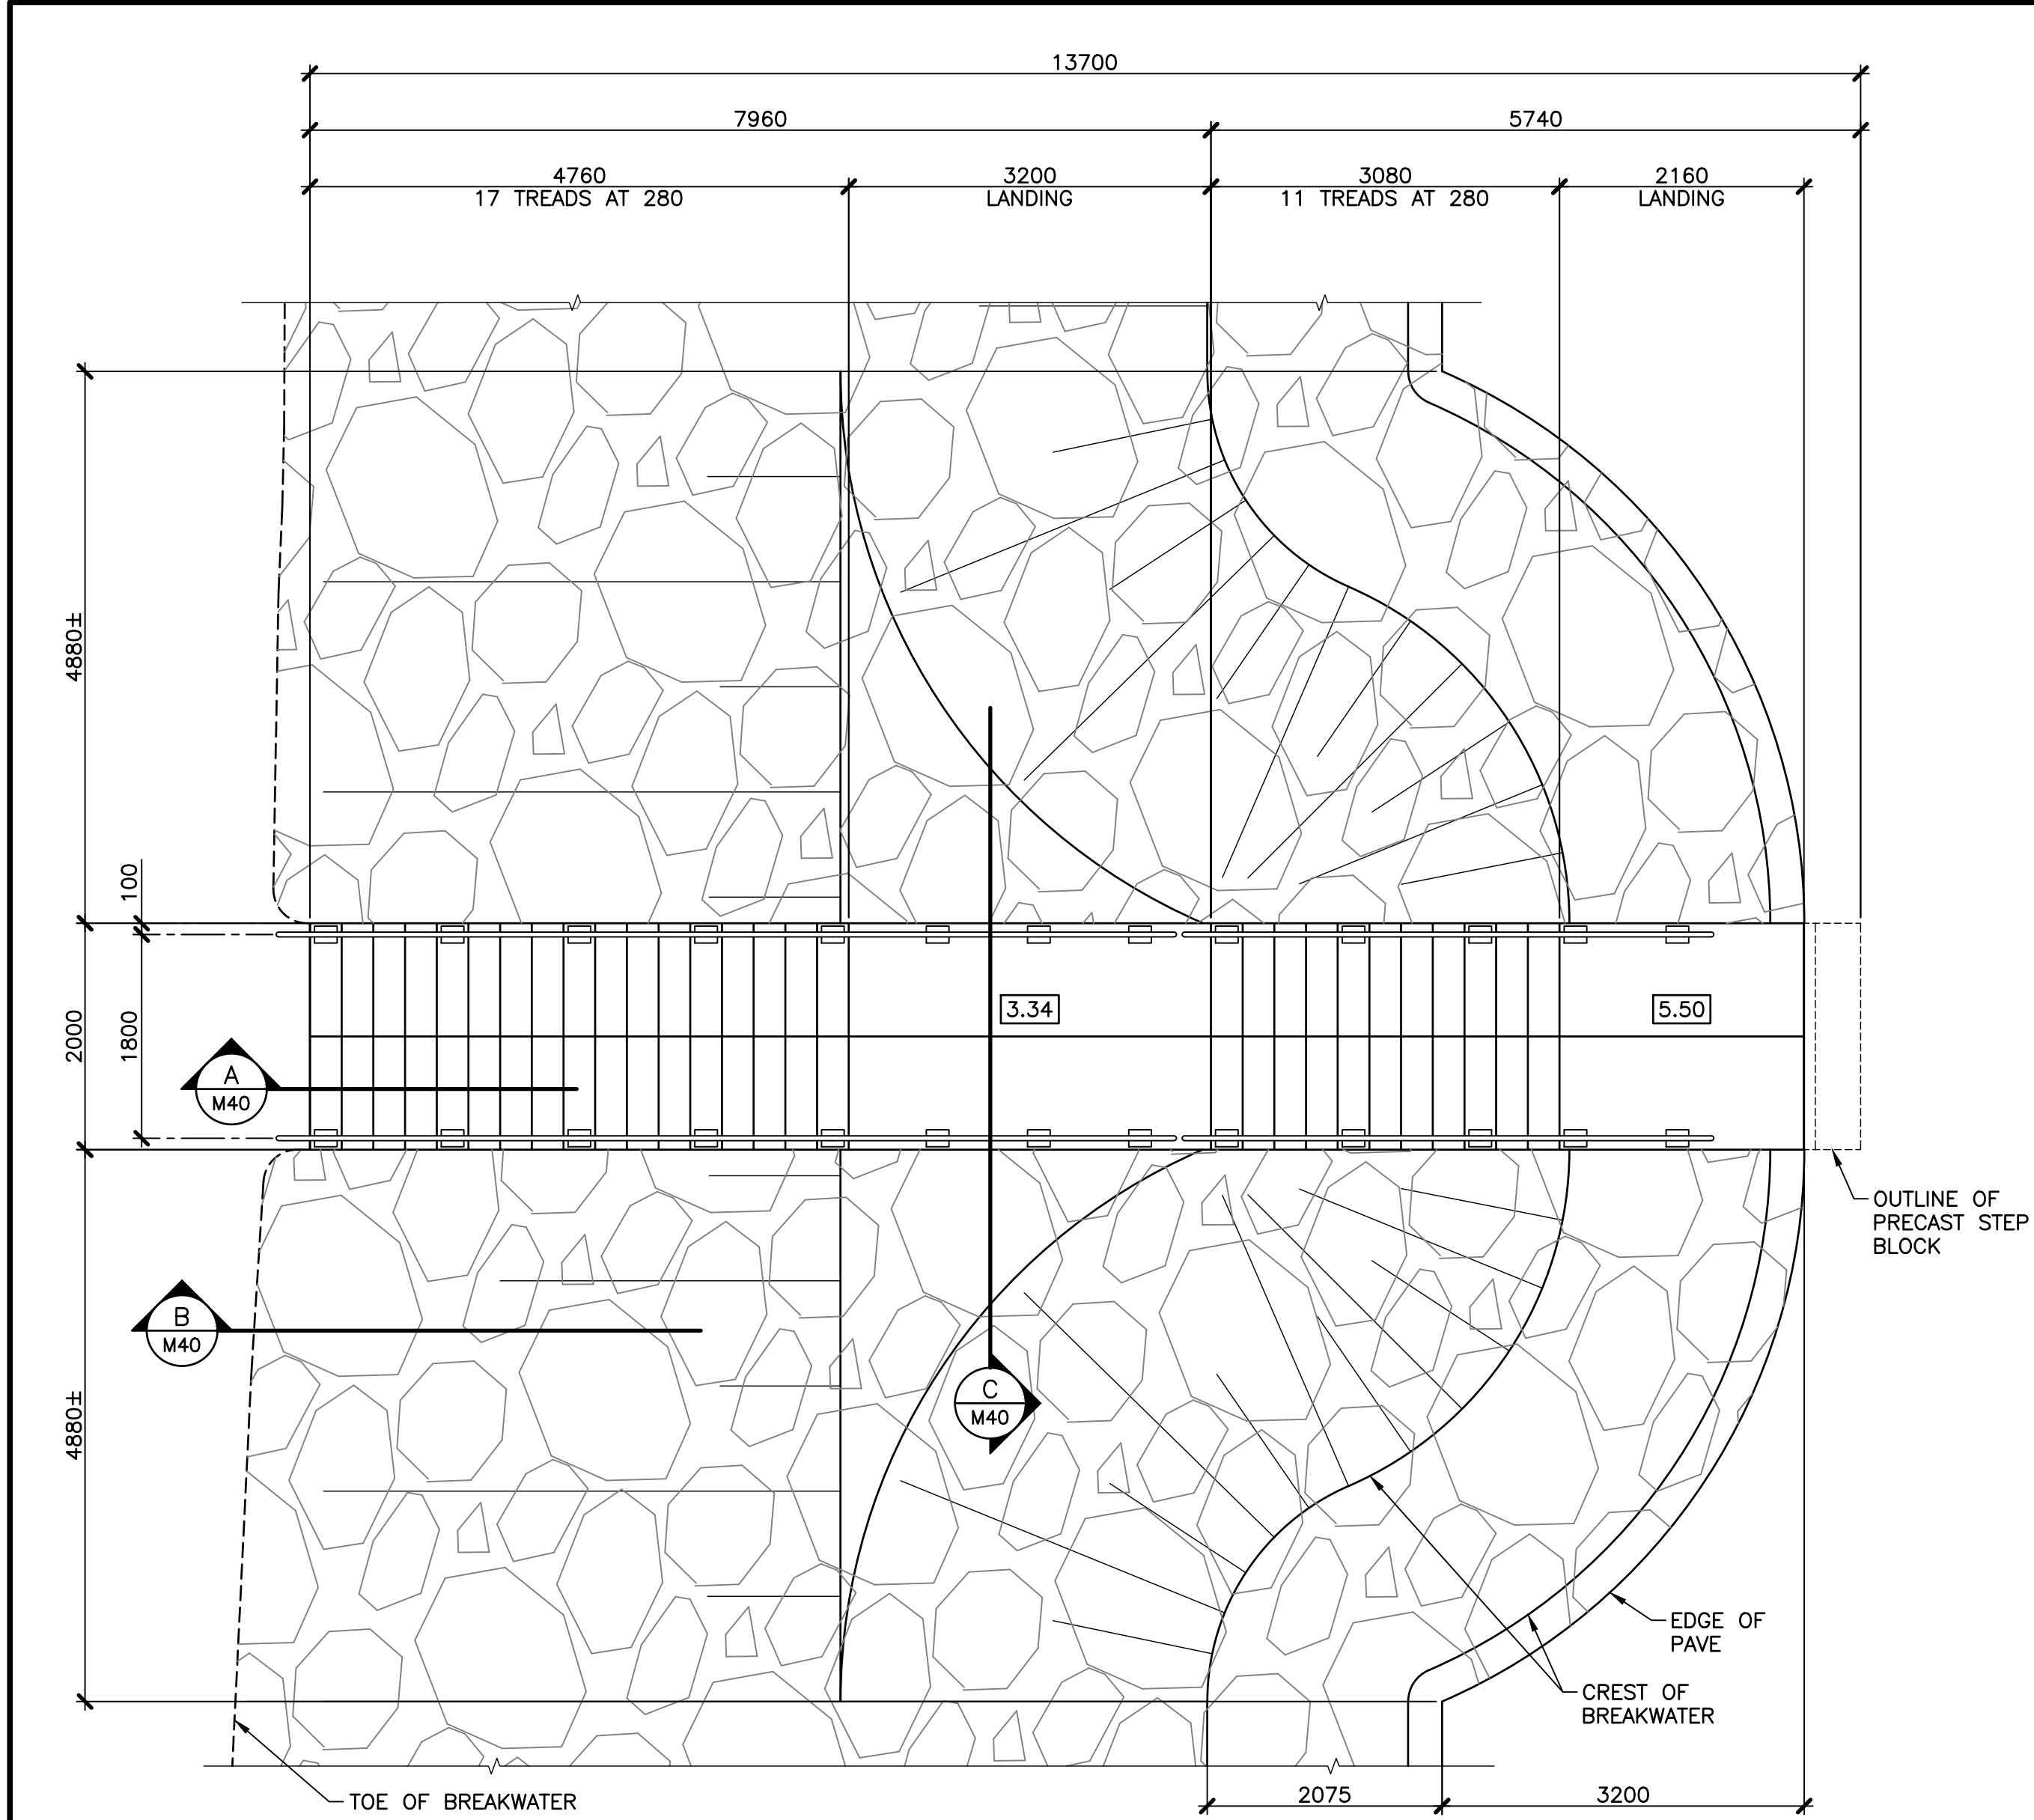 13700
7960
5740
4760
17 TREADS AT 280
3200
LANDING
3080
11 TREADS AT 280
2160
LANDING
4880±
100
2000
1800
3.34
5.50
A
M40
B
M40
C
M40
4880±
OUTLINE OF
PRECAST STEP
BLOCK
EDGE OF
PAVE
CREST OF
BREAKWATER
TOE OF BREAKWATER
2075
3200